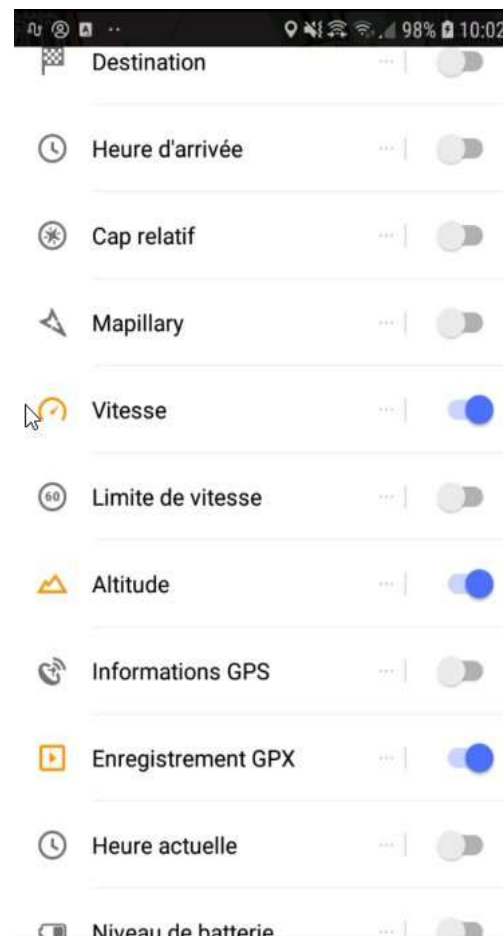 98% 10:02
Destination
Heure d'arrivée
Cap relatif
Mapillary
Vitesse
60 Limite de vitesse
Altitude
Informations GPS
Enregistrement GPX
Heure actuelle
Niveau de batterie